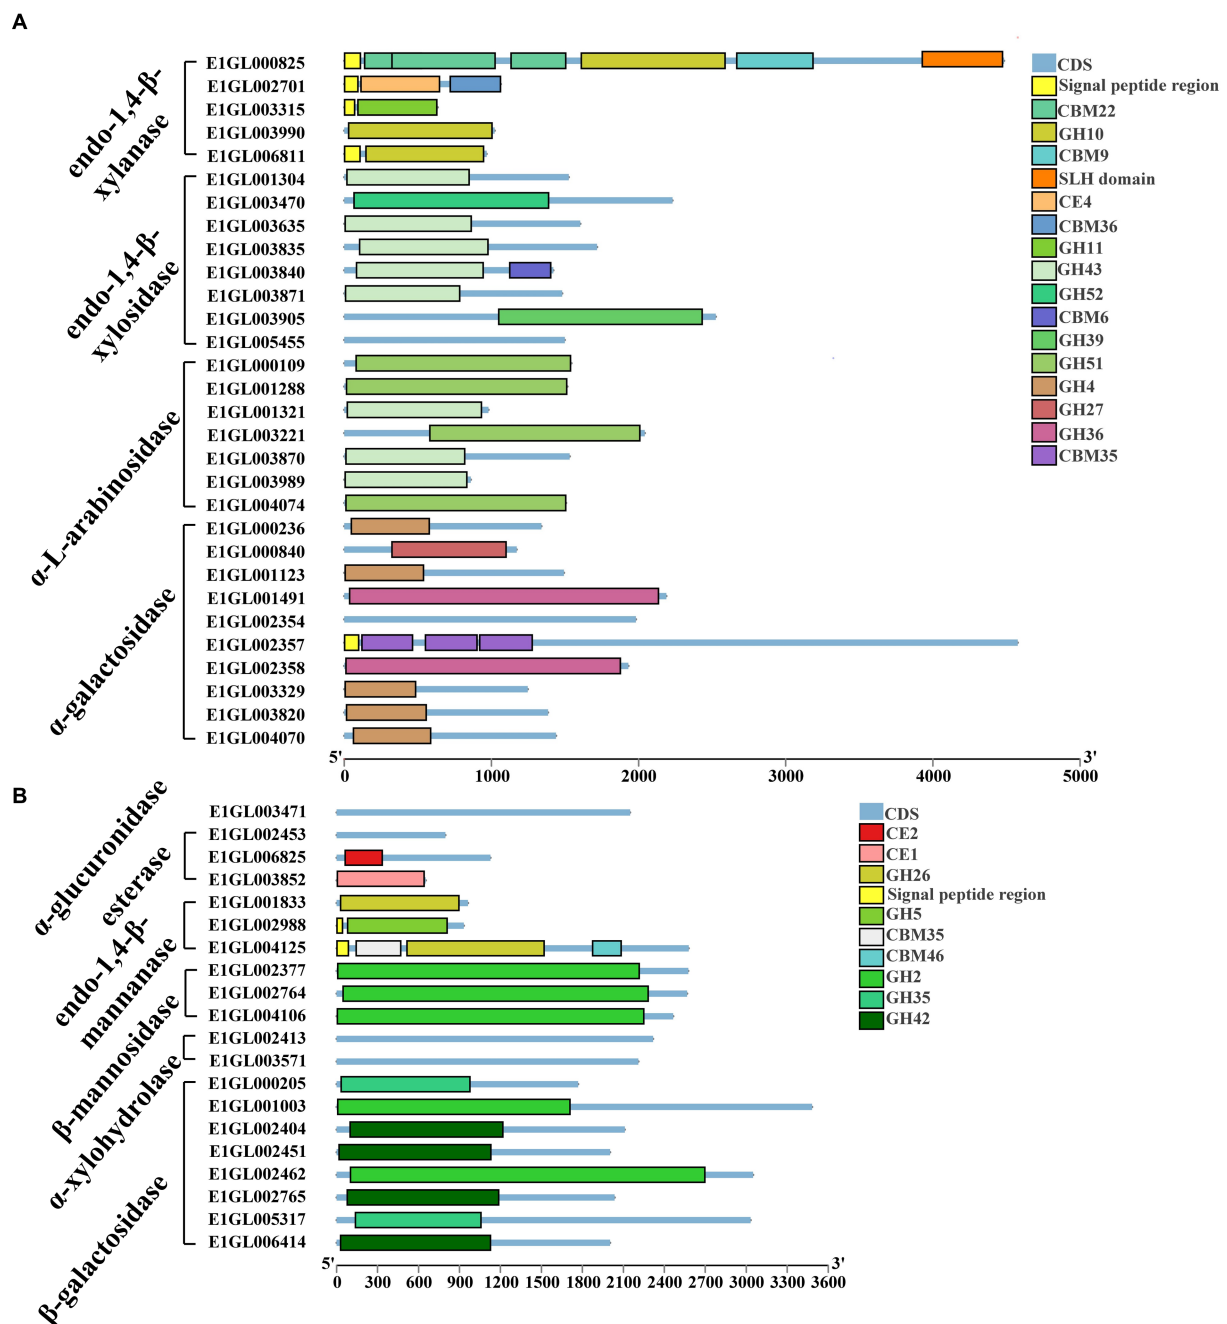 A
endo-1,4-β-
xylanase
E1GL000825
E1GL002701
E1GL003315
E1GL003990
E1GL006811
endo-1,4-β-
xylosidase
E1GL001304
E1GL003470
E1GL003635
E1GL003835
E1GL003840
E1GL003871
E1GL003905
E1GL005455
α-L-arabinosidase
E1GL000109
E1GL001288
E1GL001321
E1GL003221
E1GL003870
E1GL003989
E1GL004074
α-galactosidase
E1GL000236
E1GL000840
E1GL001123
E1GL001491
E1GL002354
E1GL002357
E1GL002358
E1GL003329
E1GL003820
E1GL004070
5' 3'
0 1000 2000 3000 4000 5000
CDS
Signal peptide region
CBM22
GH10
CBM9
SLH domain
CE4
CBM36
GH11
GH43
GH52
CBM6
GH39
GH51
GH4
GH27
GH36
CBM35
B
α-glucuronidase
E1GL003471
esterase
E1GL002453
E1GL006825
E1GL003852
endo-1,4-β-
mannanase
E1GL001833
E1GL002988
E1GL004125
β-mannosidase
E1GL002377
E1GL002764
E1GL004106
α-xylohydrolase
E1GL002413
E1GL003571
β-galactosidase
E1GL000205
E1GL001003
E1GL002404
E1GL002451
E1GL002462
E1GL002765
E1GL005317
E1GL006414
5' 3'
0 300 600 900 1200 1500 1800 2100 2400 2700 3000 3300 3600
CDS
CE2
CE1
GH26
Signal peptide region
GH5
CBM35
CBM46
GH2
GH35
GH42